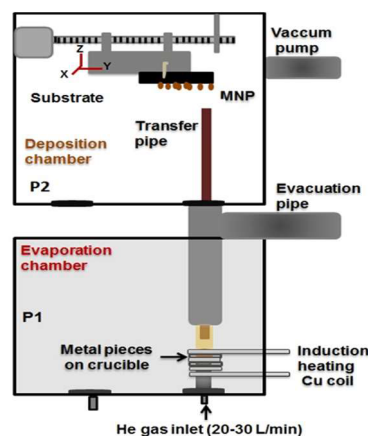 Vaccum
pump
Z
X
Y
Substrate
MNP
Transfer
pipe
Deposition
chamber
P2
Evacuation
pipe
Evaporation
chamber
P1
Metal pieces
on crucible
Induction
heating
Cu coil
He gas inlet (20-30 L/min)